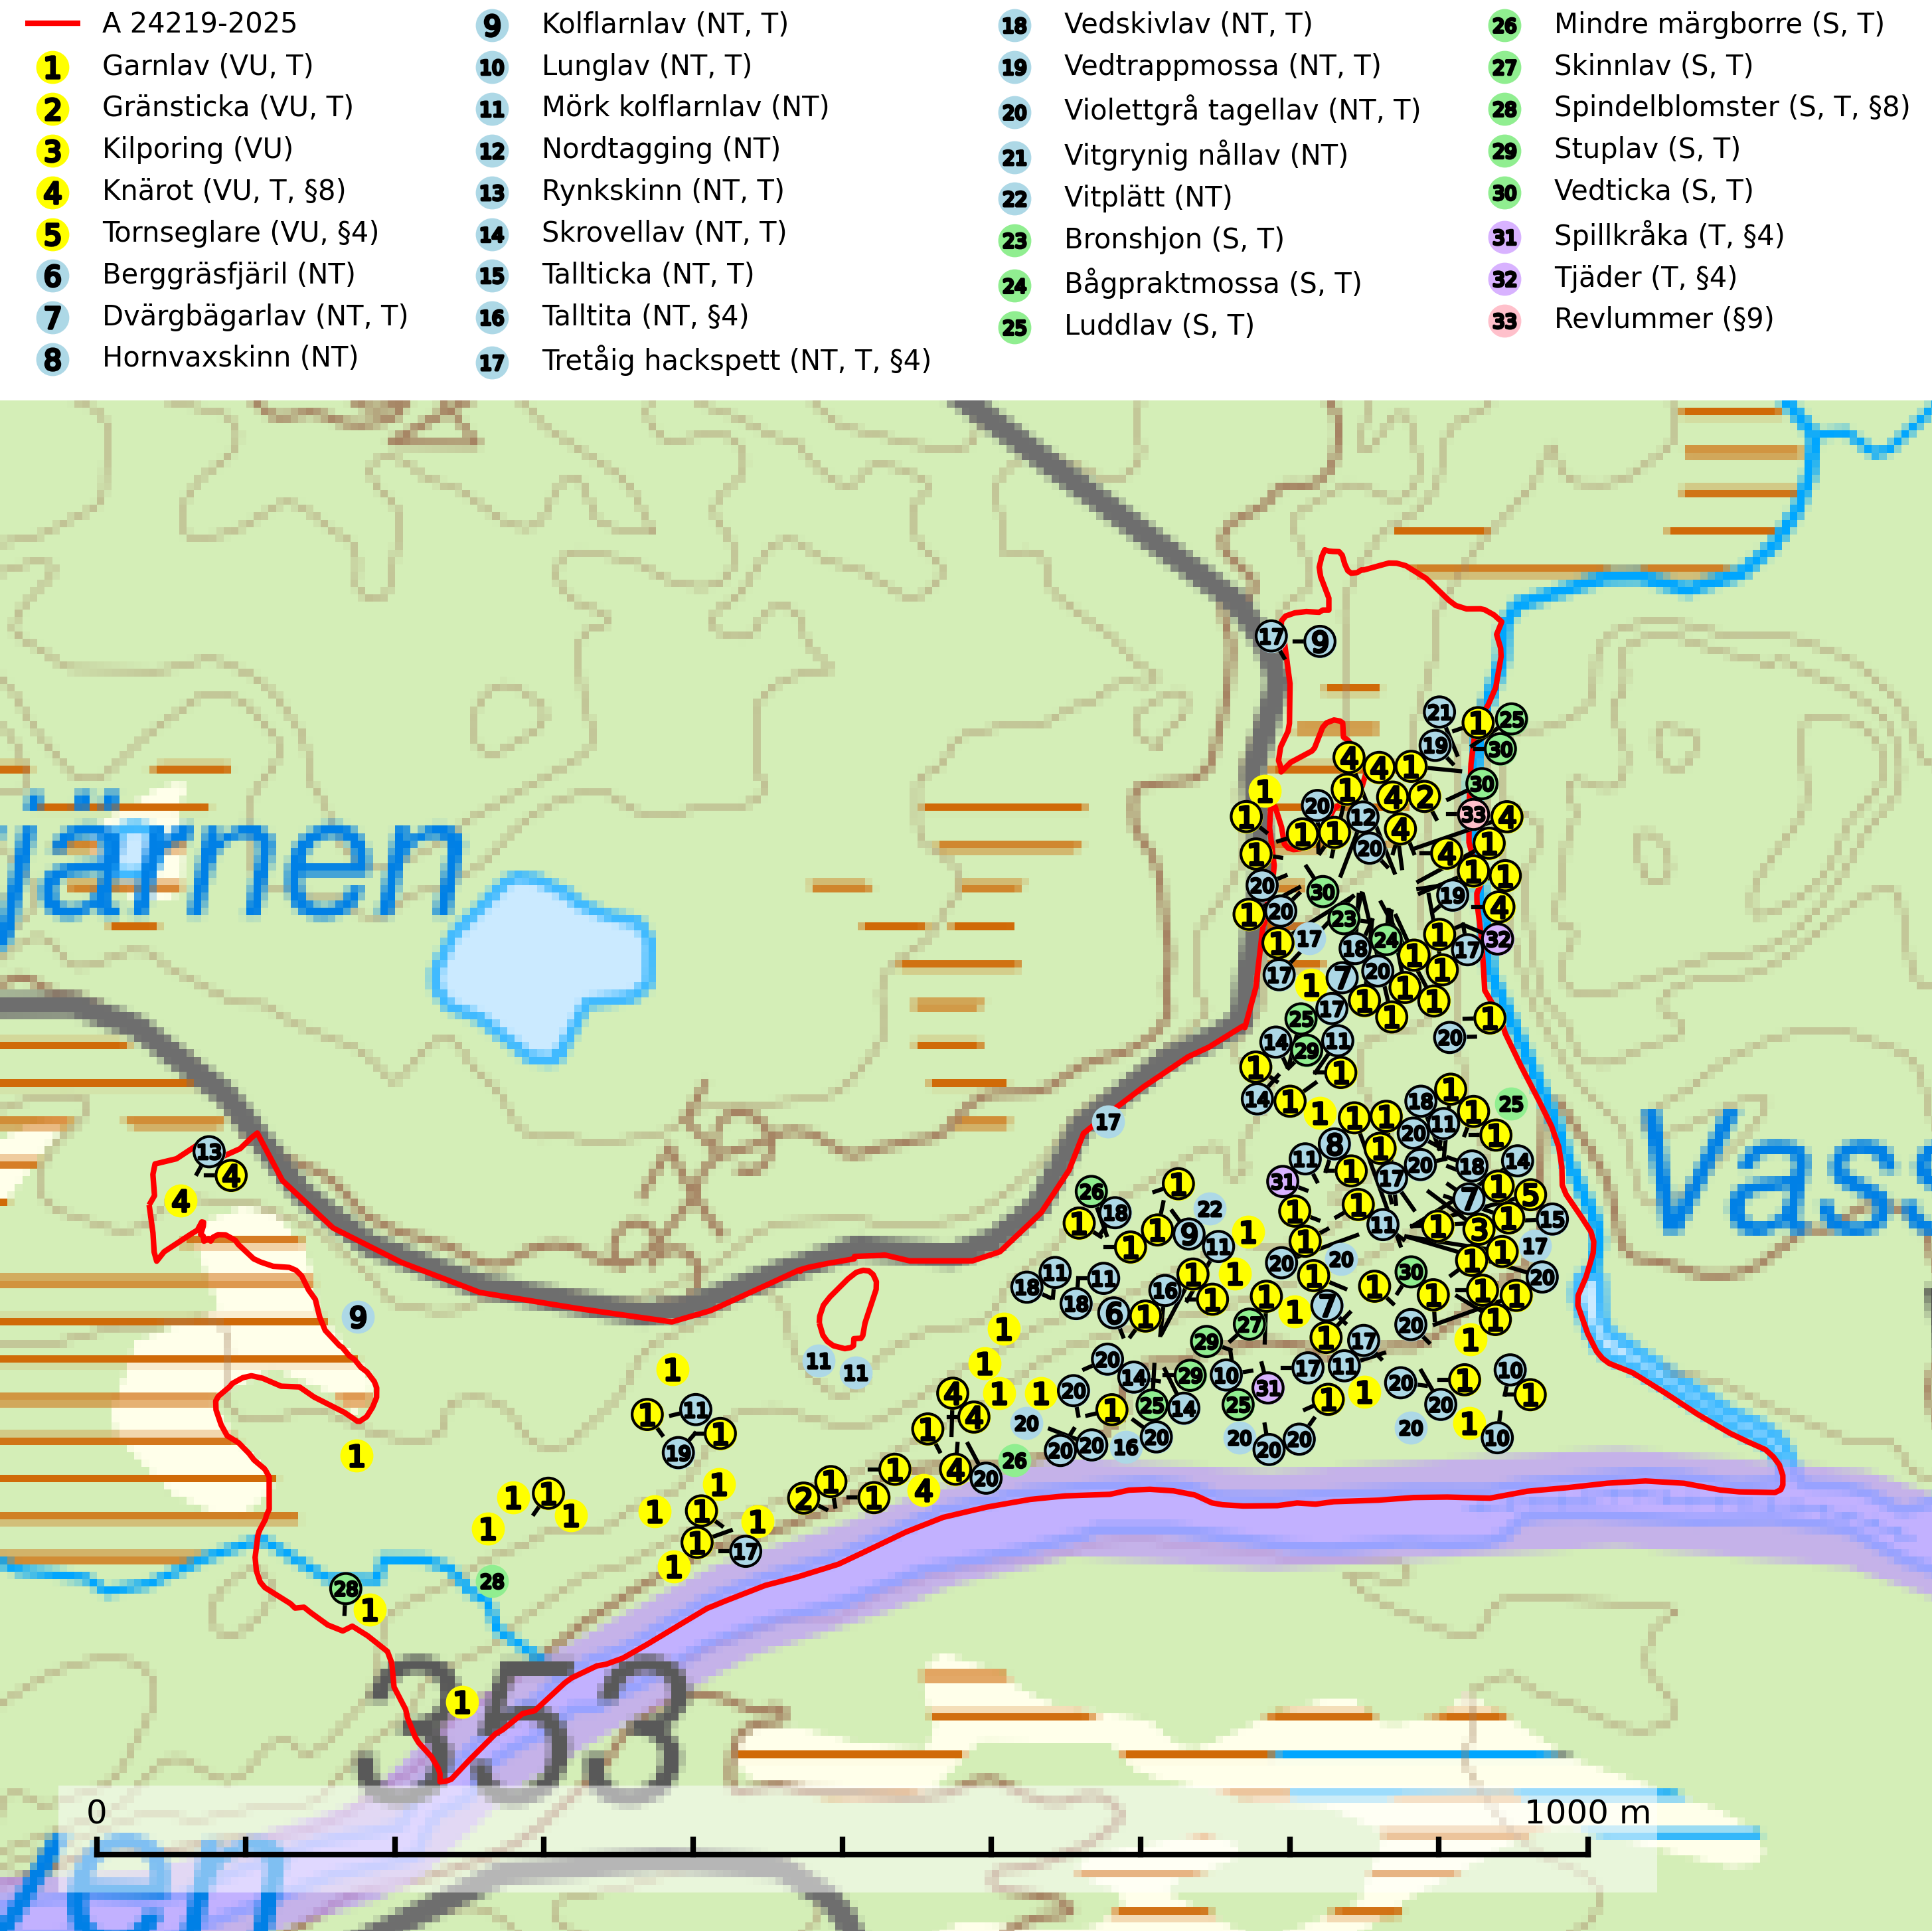 A 24219-2025
1 Garnlav (VU, T)
2 Gränsticka (VU, T)
3 Kilporing (VU)
4 Knärot (VU, T, §8)
5 Tornseglare (VU, §4)
6 Berggräsfjäril (NT)
7 Dvärgbägarlav (NT, T)
8 Hornvaxskinn (NT)
9 Kolflarnlav (NT, T)
10 Lunglav (NT, T)
11 Mörk kolflarnlav (NT)
12 Nordtagging (NT)
13 Rynkskinn (NT, T)
14 Skrovellav (NT, T)
15 Tallticka (NT, T)
16 Talltita (NT, §4)
17 Tretåig hackspett (NT, T, §4)
18 Vedskivlav (NT, T)
19 Vedtrappmossa (NT, T)
20 Violettgrå tagellav (NT, T)
21 Vitgrynig nållav (NT)
22 Vitplätt (NT)
23 Bronshjon (S, T)
24 Bågpraktmossa (S, T)
25 Luddlav (S, T)
26 Mindre märgborre (S, T)
27 Skinnlav (S, T)
28 Spindelblomster (S, T, §8)
29 Stuplav (S, T)
30 Vedticka (S, T)
31 Spillkråka (T, §4)
32 Tjäder (T, §4)
33 Revlummer (§9)
järnen
Vass
353
0 1000 m